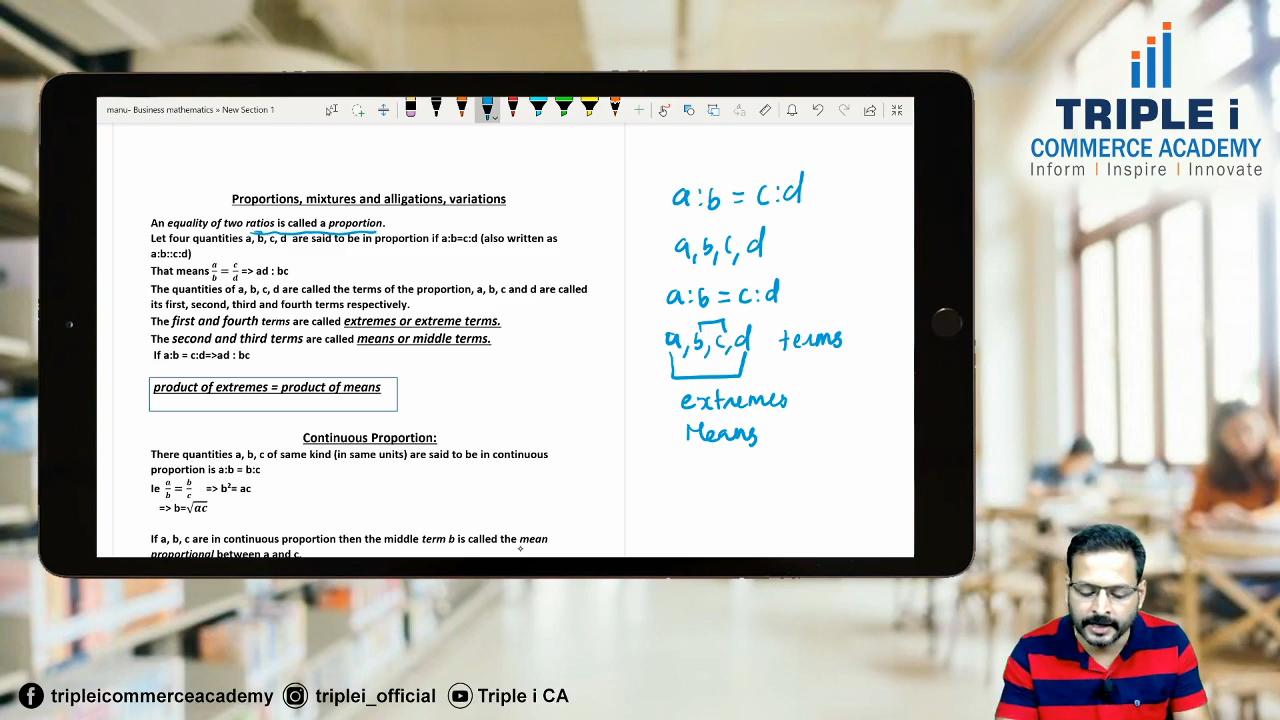 TRIPLE i
COMMERCE ACADEMY
Inform | Inspire | Innovate
manu- Business mathematics » New Section 1
Proportions, mixtures and alligations, variations
An equality of two ratios is called a proportion.
Let four quantities a, b, c, d are said to be in proportion if a:b=c:d (also written as
a:b::c:d)
That means a/b = c/d => ad : bc
The quantities of a, b, c, d are called the terms of the proportion, a, b, c and d are called
its first, second, third and fourth terms respectively.
The first and fourth terms are called extremes or extreme terms.
The second and third terms are called means or middle terms.
If a:b = c:d=>ad : bc
product of extremes = product of means
Continuous Proportion:
There quantities a, b, c of same kind (in same units) are said to be in continuous
proportion is a:b = b:c
Ie a/b = b/c => b²= ac
=> b=√ac
If a, b, c are in continuous proportion then the middle term b is called the mean
proportional between a and c.
a:b = c:d
a, b, c, d
a:b = c:d
a, b, c, d terms
extremes
Means
tripleicommerceacademy triplei_official Triple i CA